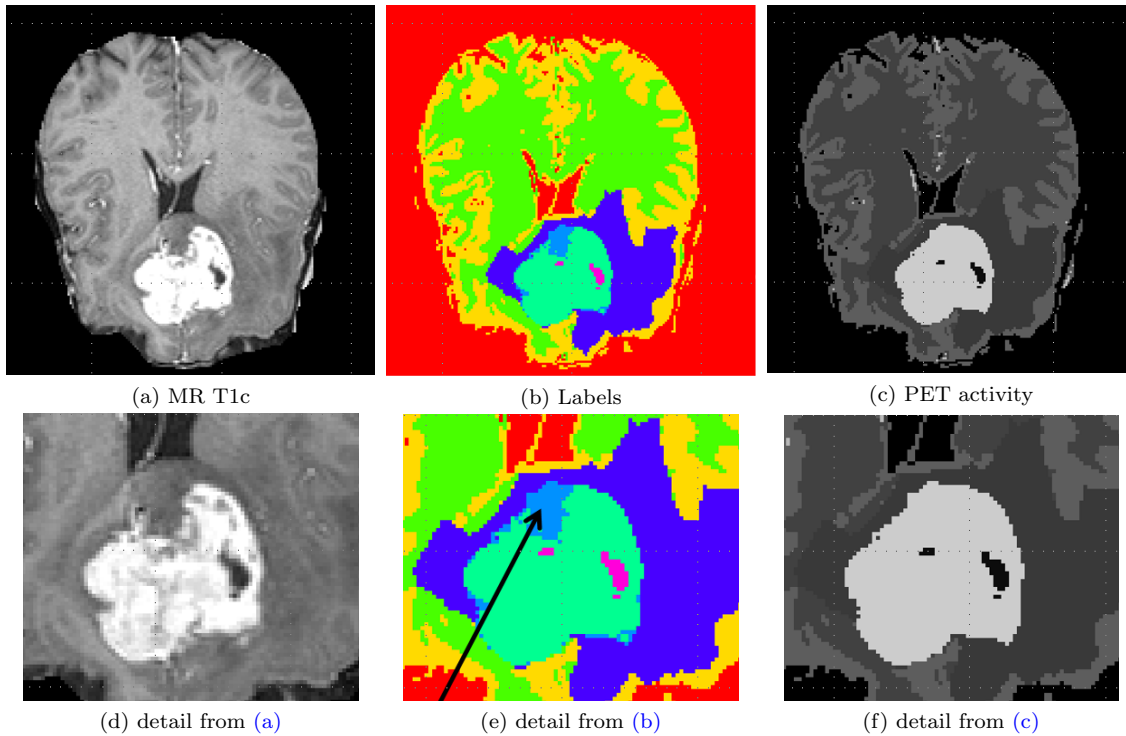 (a) MR T1c
(b) Labels
(c) PET activity
(d) detail from (a)
(e) detail from (b)
(f) detail from (c)